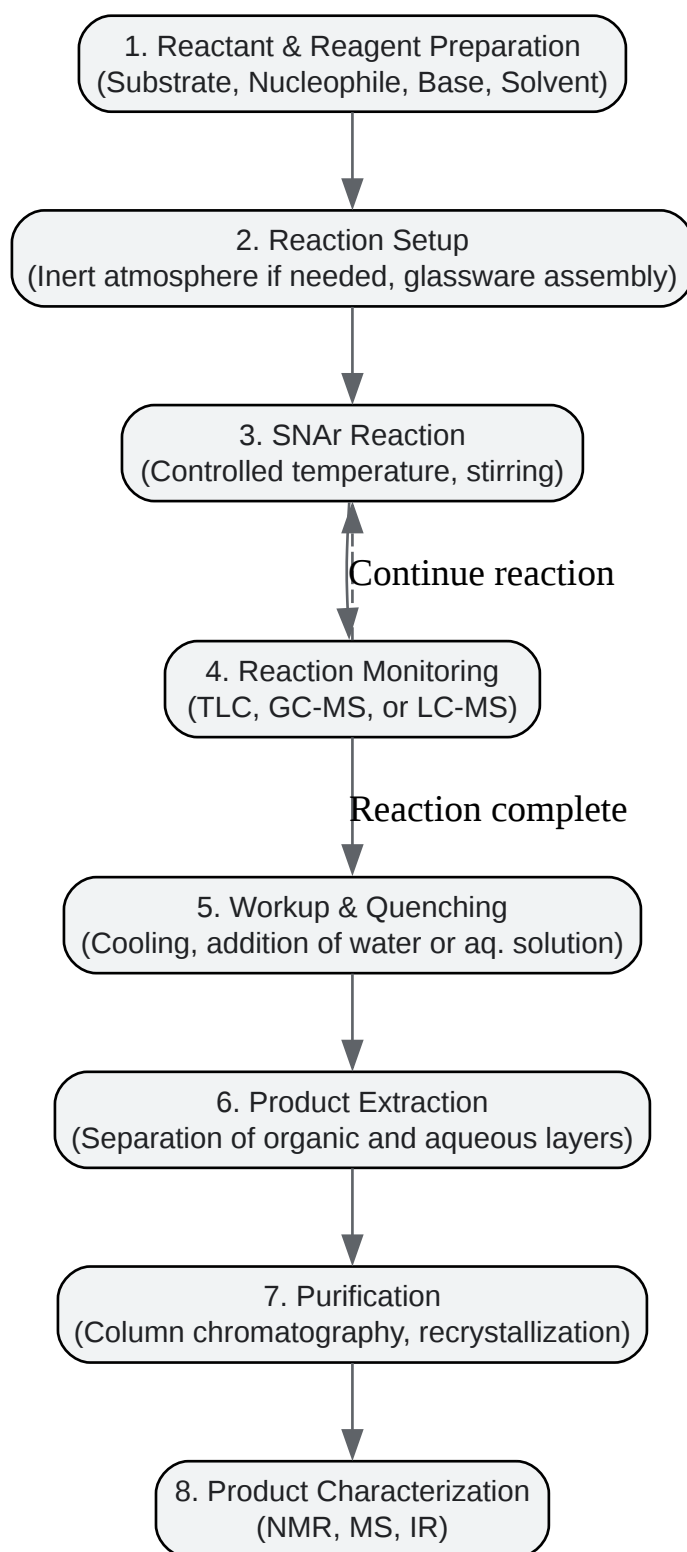 1. Reactant & Reagent Preparation
(Substrate, Nucleophile, Base, Solvent)
2. Reaction Setup
(Inert atmosphere if needed, glassware assembly)
3. SNAr Reaction
(Controlled temperature, stirring)
Continue reaction
4. Reaction Monitoring
(TLC, GC-MS, or LC-MS)
Reaction complete
5. Workup & Quenching
(Cooling, addition of water or aq. solution)
6. Product Extraction
(Separation of organic and aqueous layers)
7. Purification
(Column chromatography, recrystallization)
8. Product Characterization
(NMR, MS, IR)